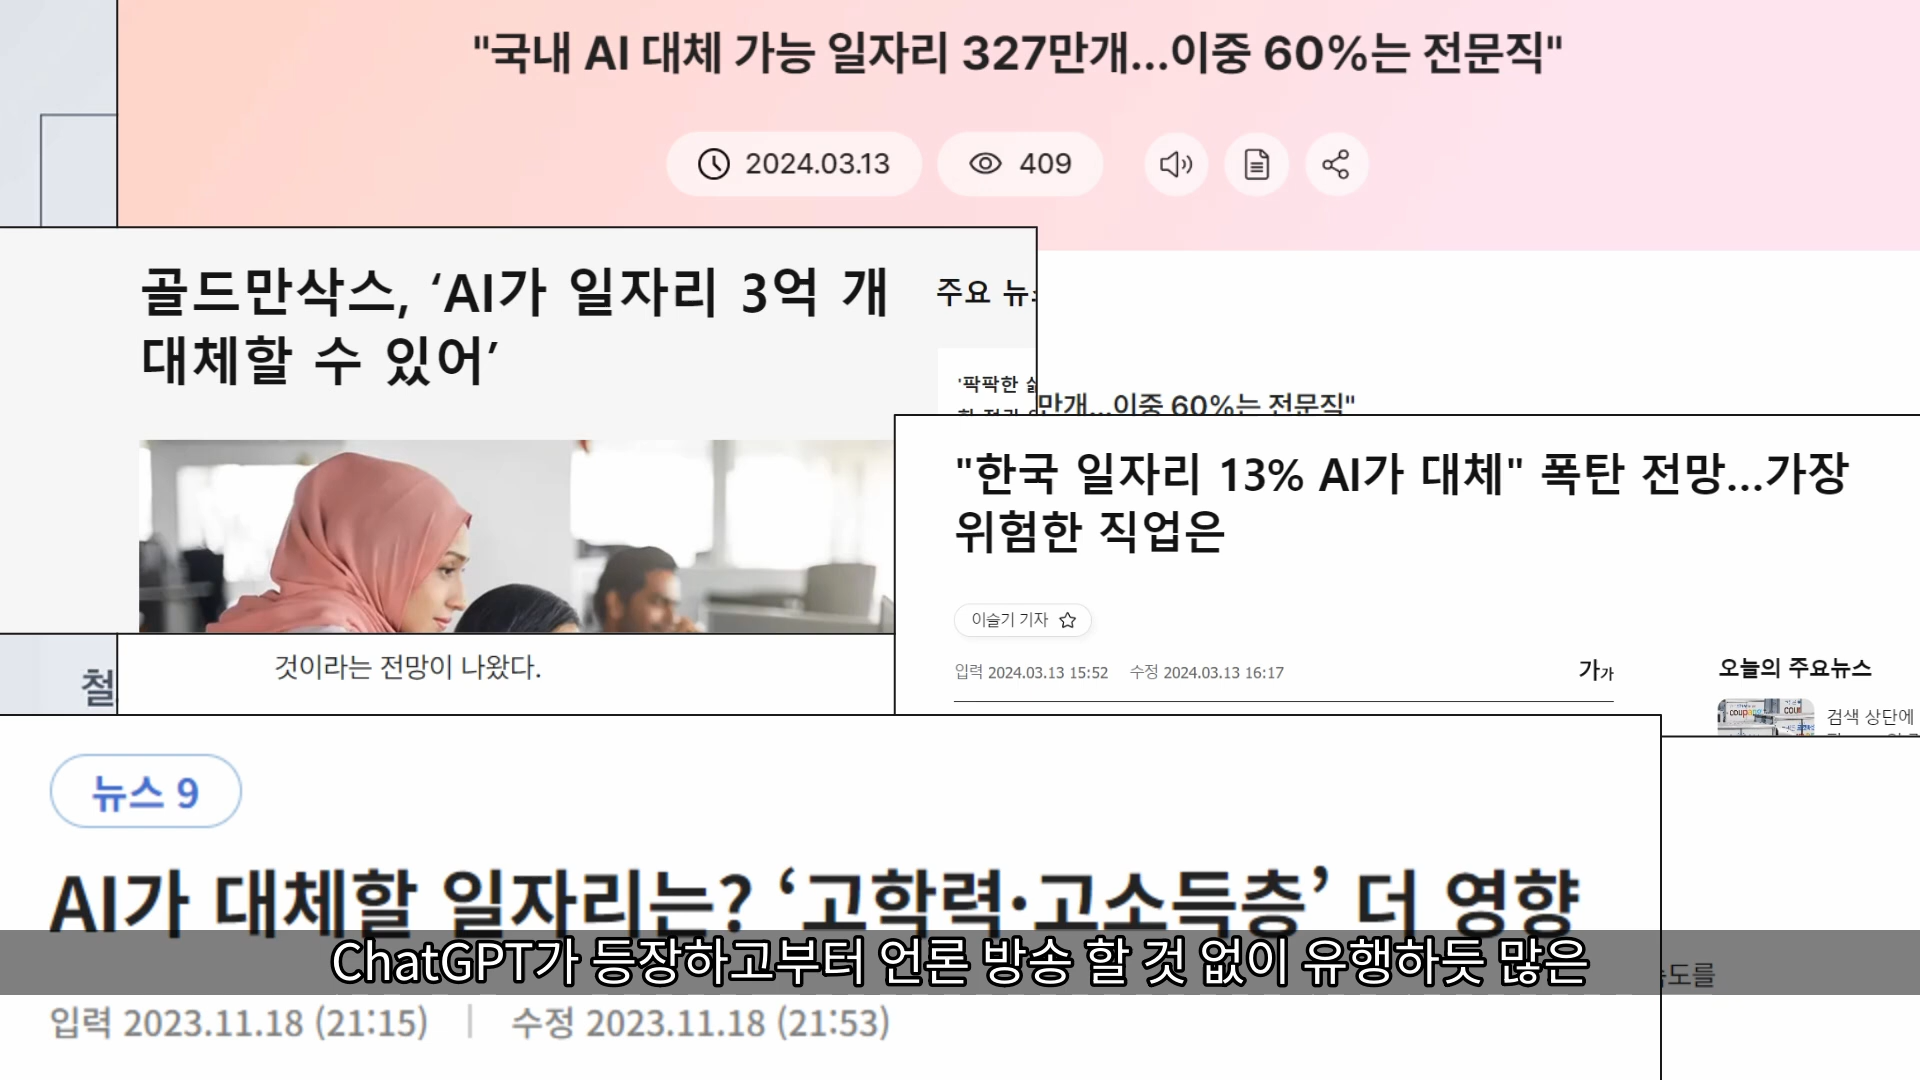 "국내 AI 대체 가능 일자리 327만개...이중 60%는 전문직"
2024.03.13
409
골드만삭스, ‘AI가 일자리 3억 개
대체할 수 있어’
주요 뉴
'팍팍한
만개...이중 60%는 전문직"
"한국 일자리 13% AI가 대체" 폭탄 전망...가장
위험한 직업은
이슬기 기자
입력 2024.03.13 15:52 수정 2024.03.13 16:17
가가
오늘의 주요뉴스
검색 상단에
것이라는 전망이 나왔다.
철
뉴스 9
AI가 대체할 일자리는? ‘고학력·고소득층’ 더 영향
ChatGPT가 등장하고부터 언론 방송 할 것 없이 유행하듯 많은
도를
입력 2023.11.18 (21:15) | 수정 2023.11.18 (21:53)